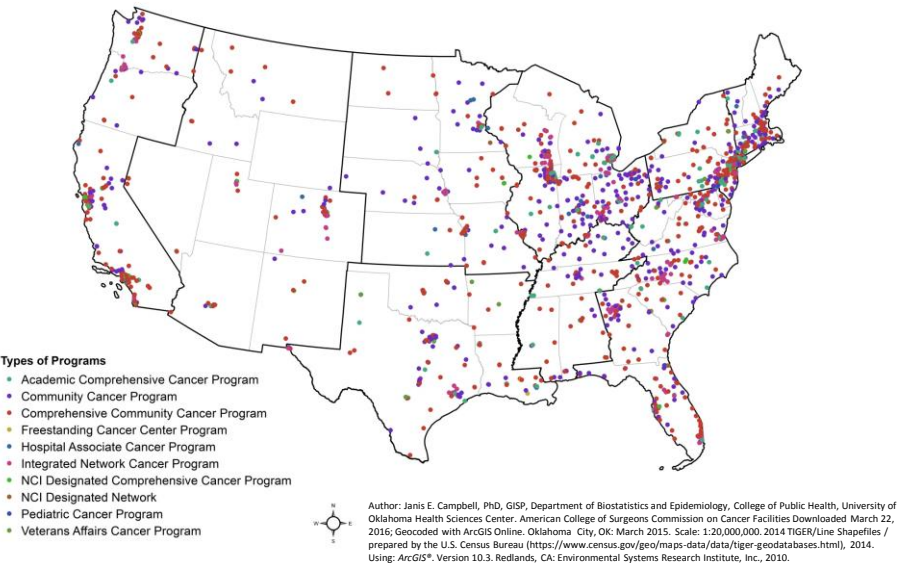 Types of Programs
Academic Comprehensive Cancer Program
Community Cancer Program
Comprehensive Community Cancer Program
Freestanding Cancer Center Program
Hospital Associate Cancer Program
Integrated Network Cancer Program
NCI Designated Comprehensive Cancer Program
NCI Designated Network
Pediatric Cancer Program
Veterans Affairs Cancer Program
N
W E
S
Author: Janis E. Campbell, PhD, GISP, Department of Biostatistics and Epidemiology, College of Public Health, University of
Oklahoma Health Sciences Center. American College of Surgeons Commission on Cancer Facilities Downloaded March 22,
2016; Geocoded with ArcGIS Online. Oklahoma City, OK: March 2015. Scale: 1:20,000,000. 2014 TIGER/Line Shapefiles /
prepared by the U.S. Census Bureau (https://www.census.gov/geo/maps-data/data/tiger-geodatabases.html), 2014.
Using: ArcGIS®. Version 10.3. Redlands, CA: Environmental Systems Research Institute, Inc., 2010.